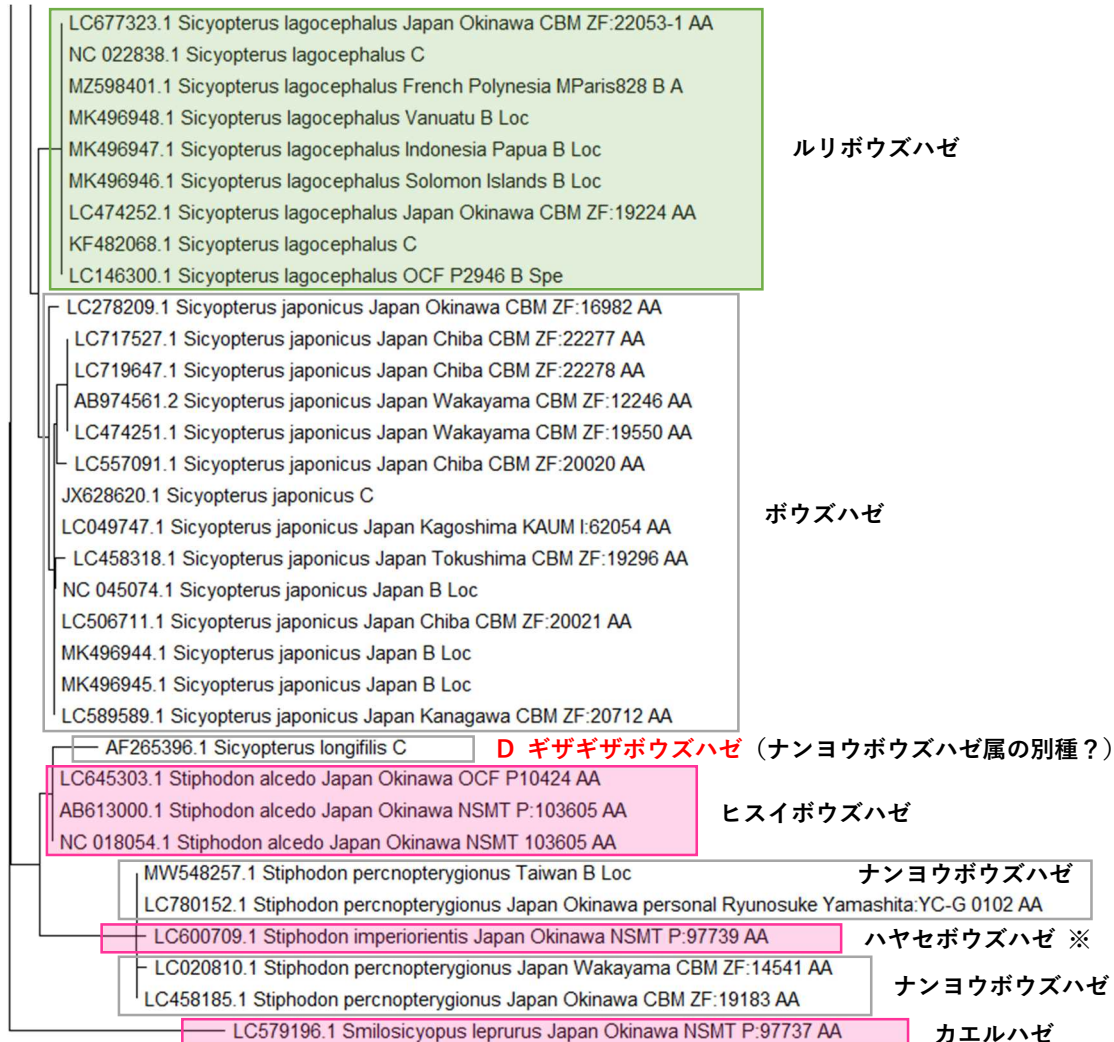 LC677323.1 Sicyopterus lagocephalus Japan Okinawa CBM ZF:22053-1 AA
NC 022838.1 Sicyopterus lagocephalus C
MZ598401.1 Sicyopterus lagocephalus French Polynesia MParis828 B A
MK496948.1 Sicyopterus lagocephalus Vanuatu B Loc
MK496947.1 Sicyopterus lagocephalus Indonesia Papua B Loc
ルリボウズハゼ
MK496946.1 Sicyopterus lagocephalus Solomon Islands B Loc
LC474252.1 Sicyopterus lagocephalus Japan Okinawa CBM ZF:19224 AA
KF482068.1 Sicyopterus lagocephalus C
LC146300.1 Sicyopterus lagocephalus OCF P2946 B Spe
LC278209.1 Sicyopterus japonicus Japan Okinawa CBM ZF:16982 AA
LC717527.1 Sicyopterus japonicus Japan Chiba CBM ZF:22277 AA
LC719647.1 Sicyopterus japonicus Japan Chiba CBM ZF:22278 AA
AB974561.2 Sicyopterus japonicus Japan Wakayama CBM ZF:12246 AA
LC474251.1 Sicyopterus japonicus Japan Wakayama CBM ZF:19550 AA
LC557091.1 Sicyopterus japonicus Japan Chiba CBM ZF:20020 AA
JX628620.1 Sicyopterus japonicus C
ボウズハゼ
LC049747.1 Sicyopterus japonicus Japan Kagoshima KAUM I:62054 AA
LC458318.1 Sicyopterus japonicus Japan Tokushima CBM ZF:19296 AA
NC 045074.1 Sicyopterus japonicus Japan B Loc
LC506711.1 Sicyopterus japonicus Japan Chiba CBM ZF:20021 AA
MK496944.1 Sicyopterus japonicus Japan B Loc
MK496945.1 Sicyopterus japonicus Japan B Loc
LC589589.1 Sicyopterus japonicus Japan Kanagawa CBM ZF:20712 AA
AF265396.1 Sicyopterus longifilis C
D ギザギザボウズハゼ（ナンヨウボウズハゼ属の別種？）
LC645303.1 Stiphodon alcedo Japan Okinawa OCF P10424 AA
AB613000.1 Stiphodon alcedo Japan Okinawa NSMT P:103605 AA
ヒスイボウズハゼ
NC 018054.1 Stiphodon alcedo Japan Okinawa NSMT 103605 AA
MW548257.1 Stiphodon percnopterygionus Taiwan B Loc
ナンヨウボウズハゼ
LC780152.1 Stiphodon percnopterygionus Japan Okinawa personal Ryunosuke Yamashita:YC-G 0102 AA
LC600709.1 Stiphodon imperiorientis Japan Okinawa NSMT P:97739 AA
ハヤセボウズハゼ ※
LC020810.1 Stiphodon percnopterygionus Japan Wakayama CBM ZF:14541 AA
ナンヨウボウズハゼ
LC458185.1 Stiphodon percnopterygionus Japan Okinawa CBM ZF:19183 AA
LC579196.1 Smilosicyopus leprurus Japan Okinawa NSMT P:97737 AA
カエルハゼ